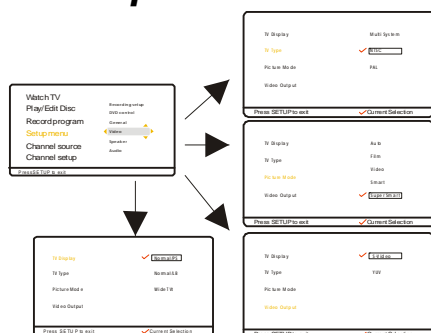 TV Display Multi System
TV Type NTSC
Picture Mode PAL
Video Output
Press SETUP to exit Current Selection
Watch TV
Play/Edit Disc
Record program
Setup menu
Channel source
Channel setup
Recording setup
DVD control
General
Video
Speaker
Audio
Press SETUP to exit
TV Display Auto
TV Type Film
Video
Picture Mode Smart
Video Output Super Smart
Press SETUP to exit Current Selection
TV Display Normal/PS
TV Type Normal/LB
Picture Mode Wide TV
Video Output
Press SETUP to exit Current Selection
TV Display S-Video
TV Type YUV
Picture Mode
Video Output